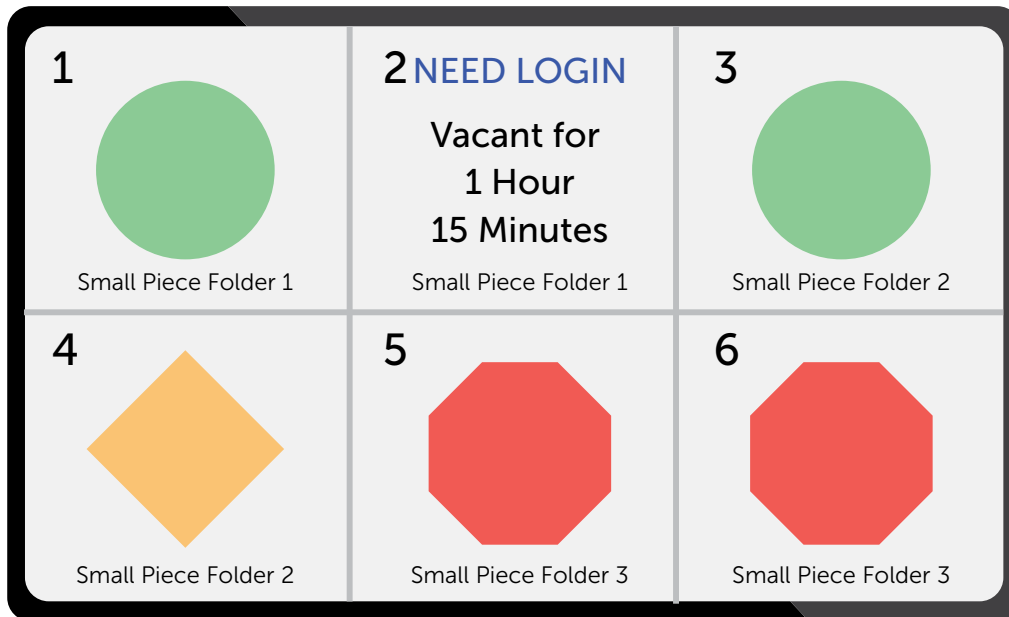 1
Small Piece Folder 1
2 NEED LOGIN
Vacant for
1 Hour
15 Minutes
Small Piece Folder 1
3
Small Piece Folder 2
4
Small Piece Folder 2
5
Small Piece Folder 3
6
Small Piece Folder 3